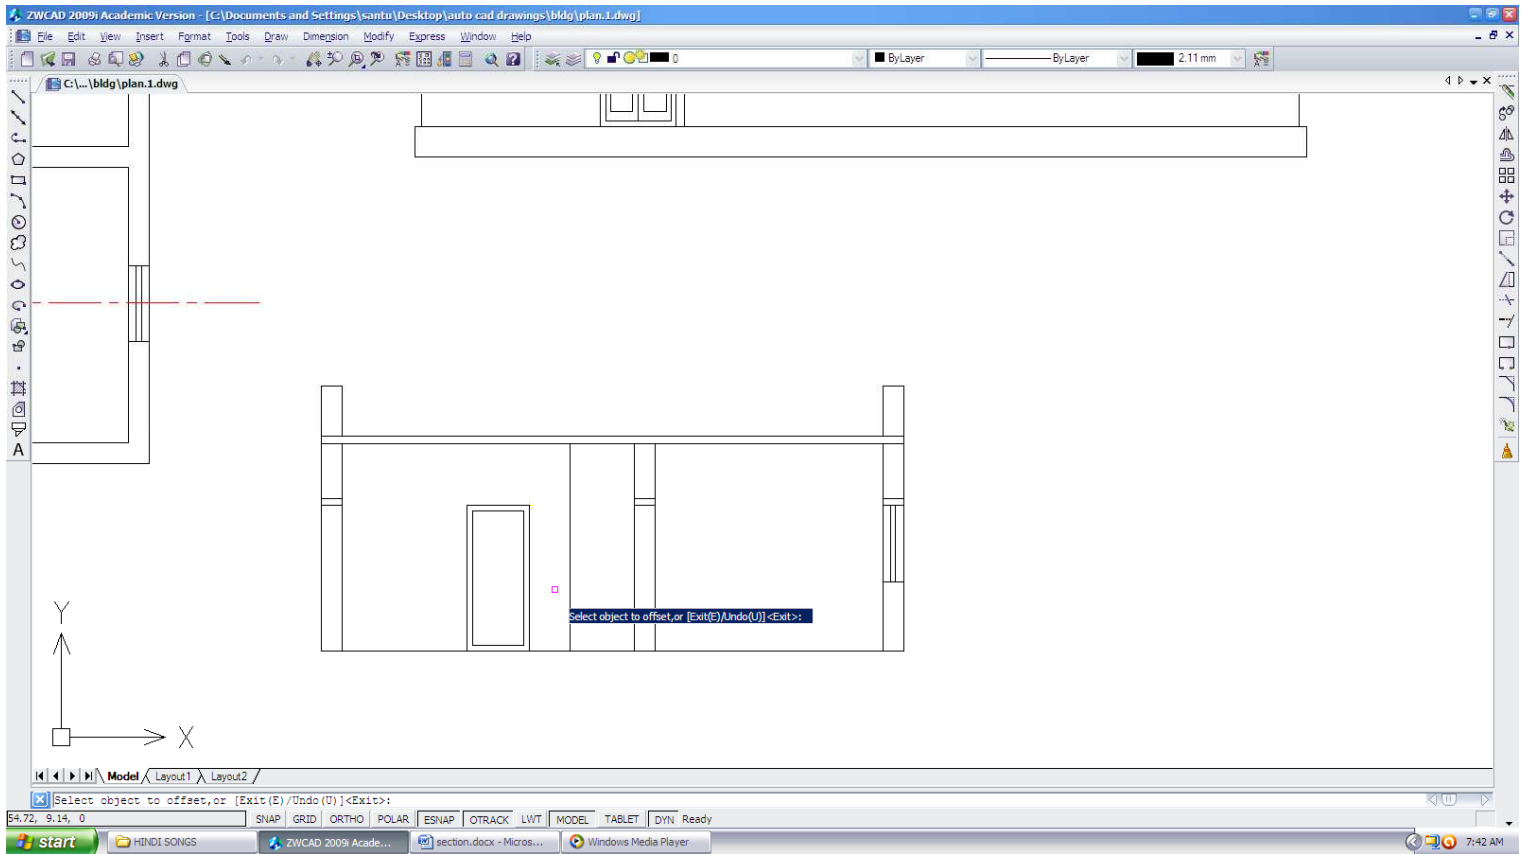 ZWCAD 2009i Academic Version - [C:\Documents and Settings\santu\Desktop\auto cad drawings\bldg\plan.1.dwg]
File Edit View Insert Format Tools Draw Dimension Modify Express Window Help
0 ByLayer ByLayer 2.11 mm
C:\...\bldg\plan.1.dwg
Select object to offset,or [Exit(E)/Undo(U)]<Exit>:
Y
X
A
Model Layout1 Layout2
Select object to offset,or [Exit(E)/Undo(U)]<Exit>:
54.72, 9.14, 0 SNAP GRID ORTHO POLAR ESNAP OTRACK LWT MODEL TABLET DYN Ready
start HINDI SONGS ZWCAD 2009i Acade... section.docx - Micros... Windows Media Player 7:42 AM